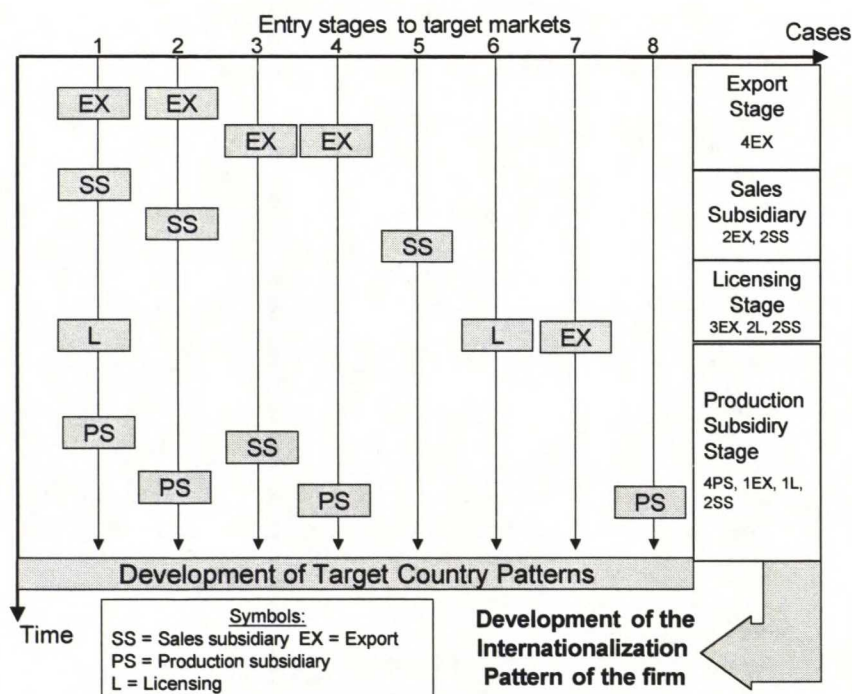 Entry stages to target markets
Cases
1 2 3 4 5 6 7 8
EX EX
EX EX
SS
SS
SS
L L EX
PS
SS
PS
PS PS
Export
Stage
4EX
Sales
Subsidiary
2EX, 2SS
Licensing
Stage
3EX, 2L, 2SS
Production
Subsidiry
Stage
4PS, 1EX, 1L,
2SS
Development of Target Country Patterns
Time
Symbols:
SS = Sales subsidiary EX = Export
PS = Production subsidiary
L = Licensing
Development of the
Internationalization
Pattern of the firm